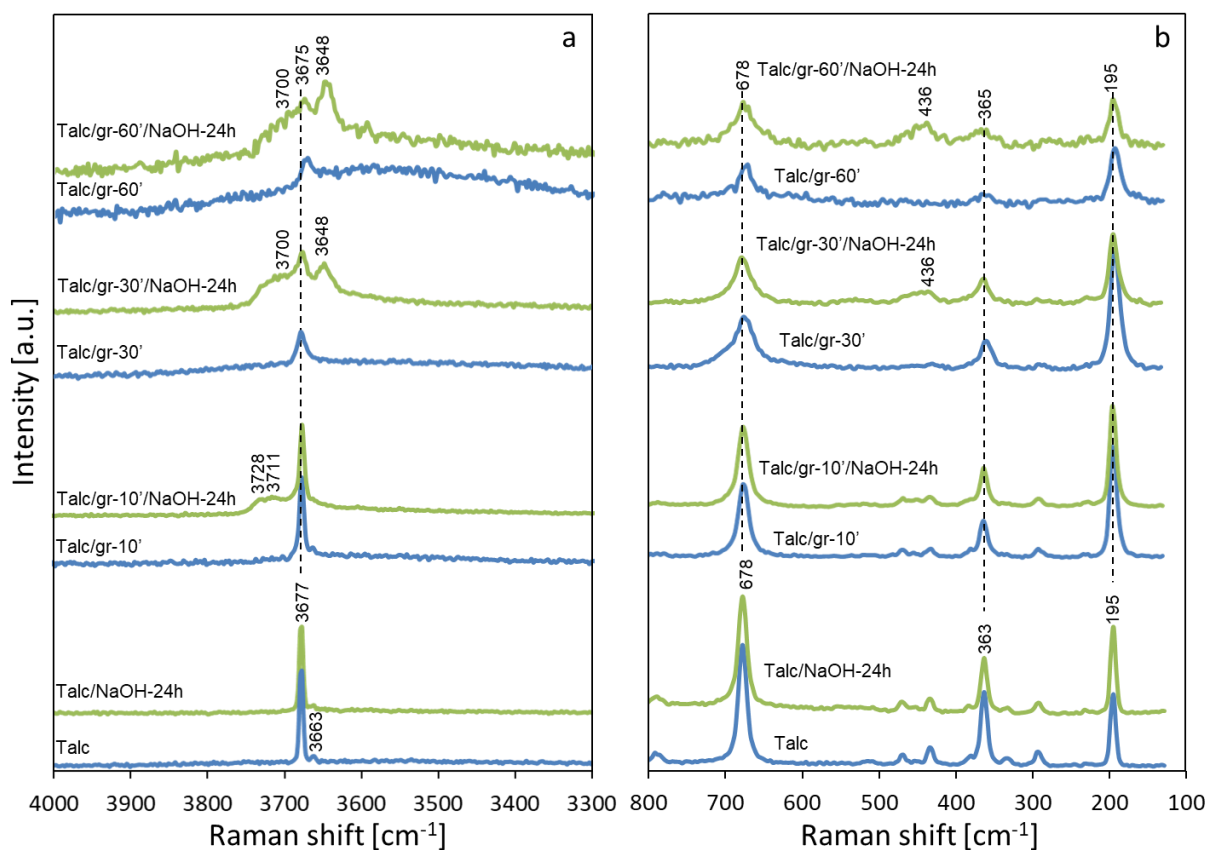 a
3700
3675
3648
Talc/gr-60'/NaOH-24h
Talc/gr-60'
3700
3648
Talc/gr-30'/NaOH-24h
Talc/gr-30'
3728
3711
Talc/gr-10'/NaOH-24h
Talc/gr-10'
3677
Talc/NaOH-24h
3663
Talc
Intensity [a.u.]
4000 3900 3800 3700 3600 3500 3400 3300
Raman shift [cm-1]
b
678
Talc/gr-60'/NaOH-24h
436
365
195
Talc/gr-60'
Talc/gr-30'/NaOH-24h
436
Talc/gr-30'
Talc/gr-10'/NaOH-24h
Talc/gr-10'
678
363
195
Talc/NaOH-24h
Talc
800 700 600 500 400 300 200 100
Raman shift [cm-1]